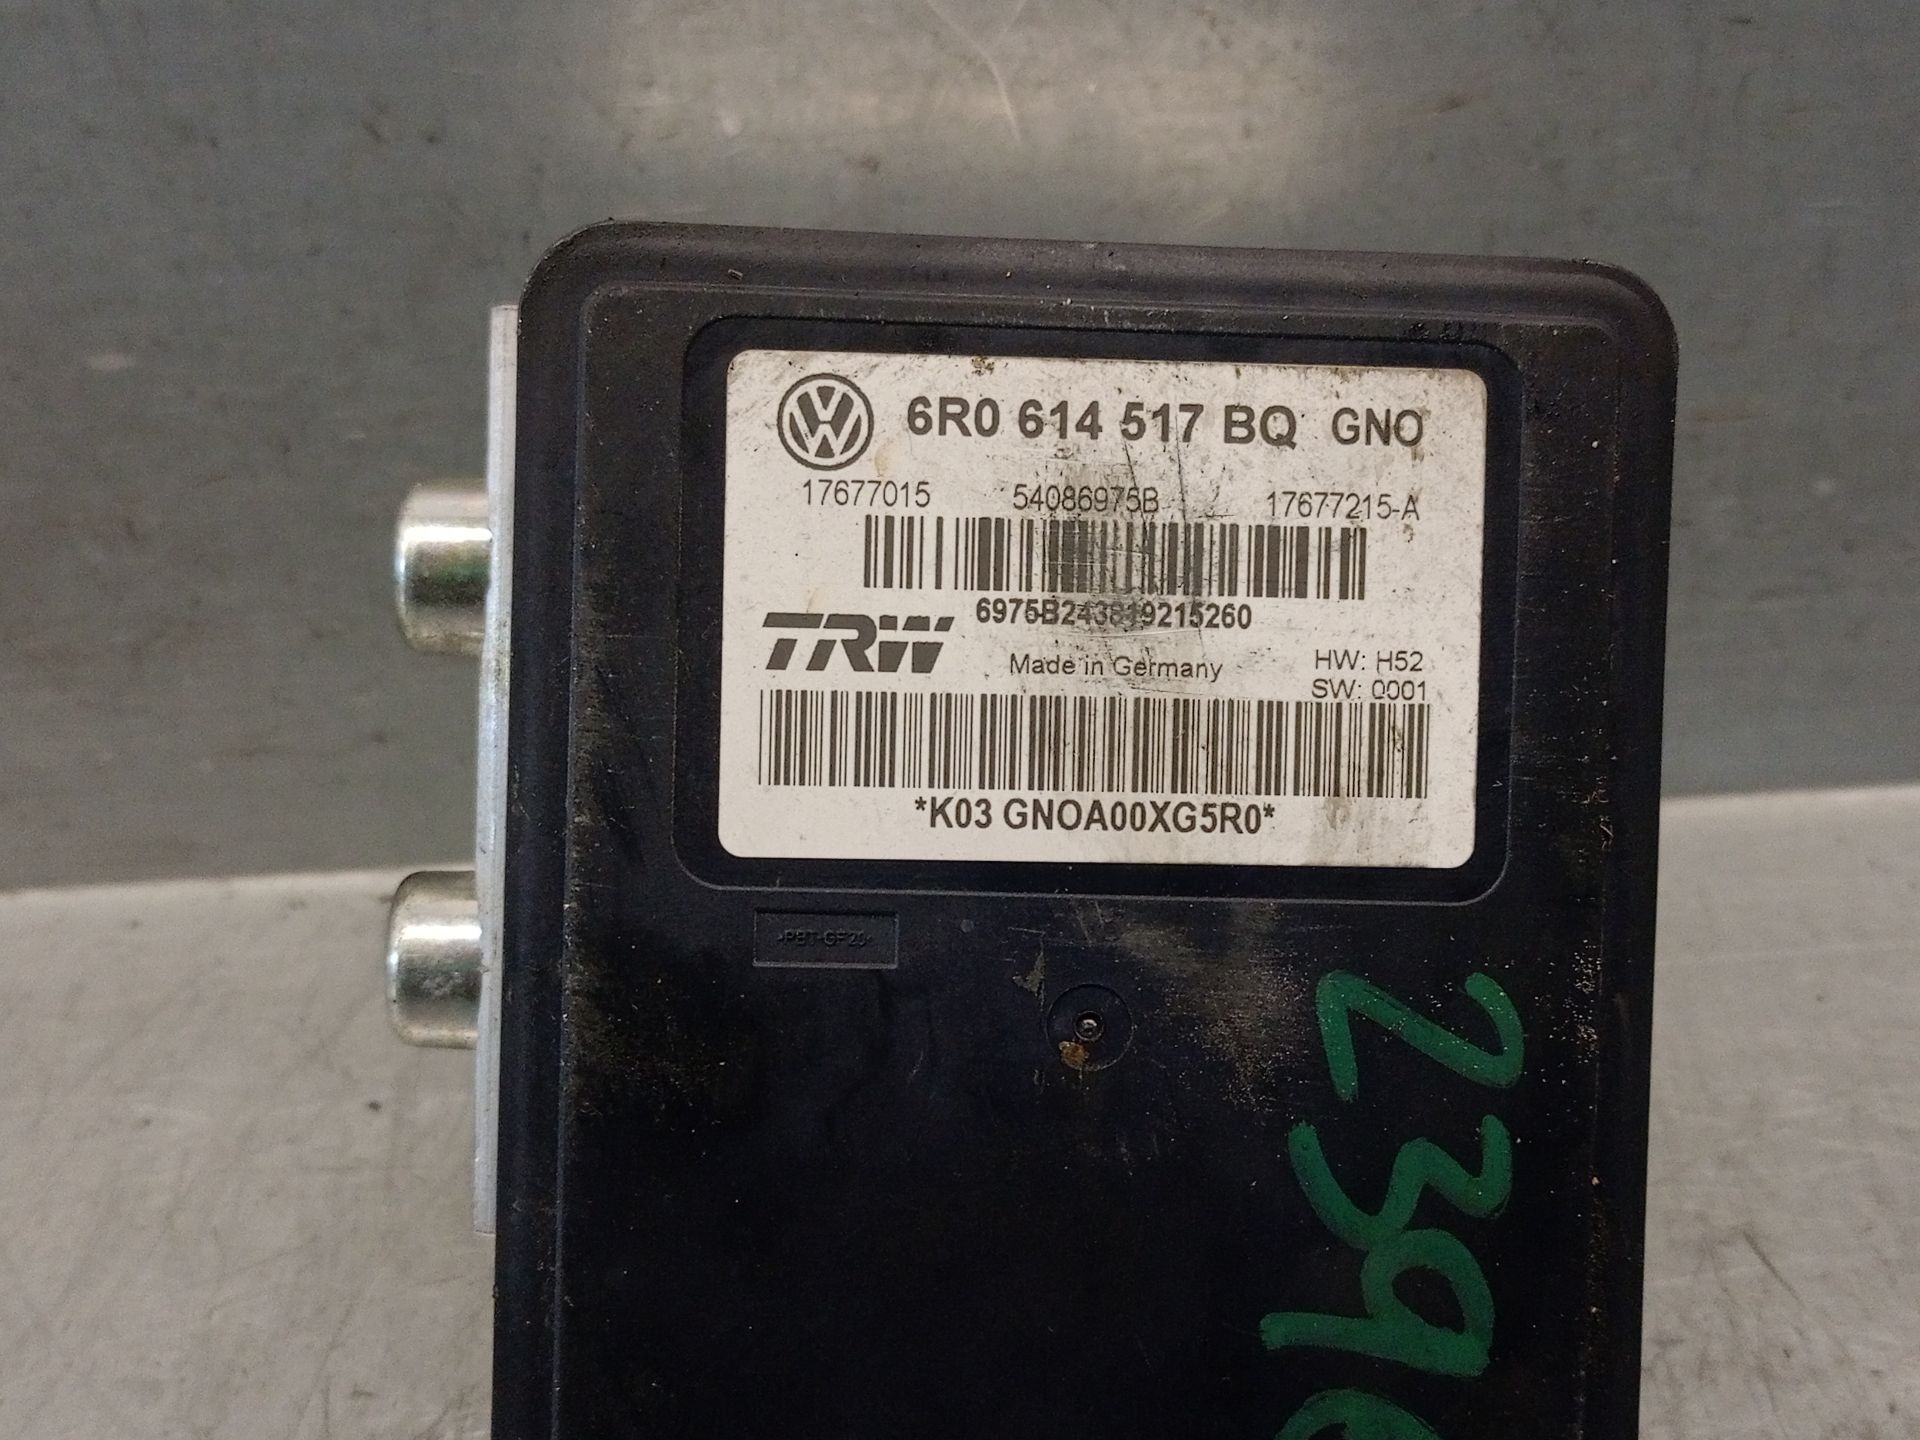 6R0 614 517 BQ GNO
17677015 54086975B 17677215-A
6975B243819215260
TRW Made in Germany HW: H52
SW: 0001
*K03 GNOA00XG5R0*
>PBT-GF20<